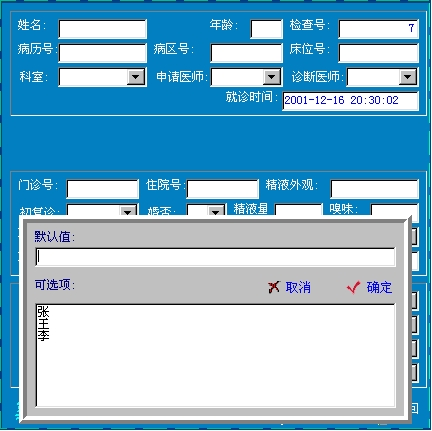 姓名: 年龄: 检查号: 7
病历号: 病区号: 床位号:
科室: 申请医师: 诊断医师:
就诊时间: 2001-12-16 20:30:02
门诊号: 住院号: 精液外观:
初复诊: 婚否: 精液量 嗅味:
默认值:
可选项: 取消 确定
张
王
李
回